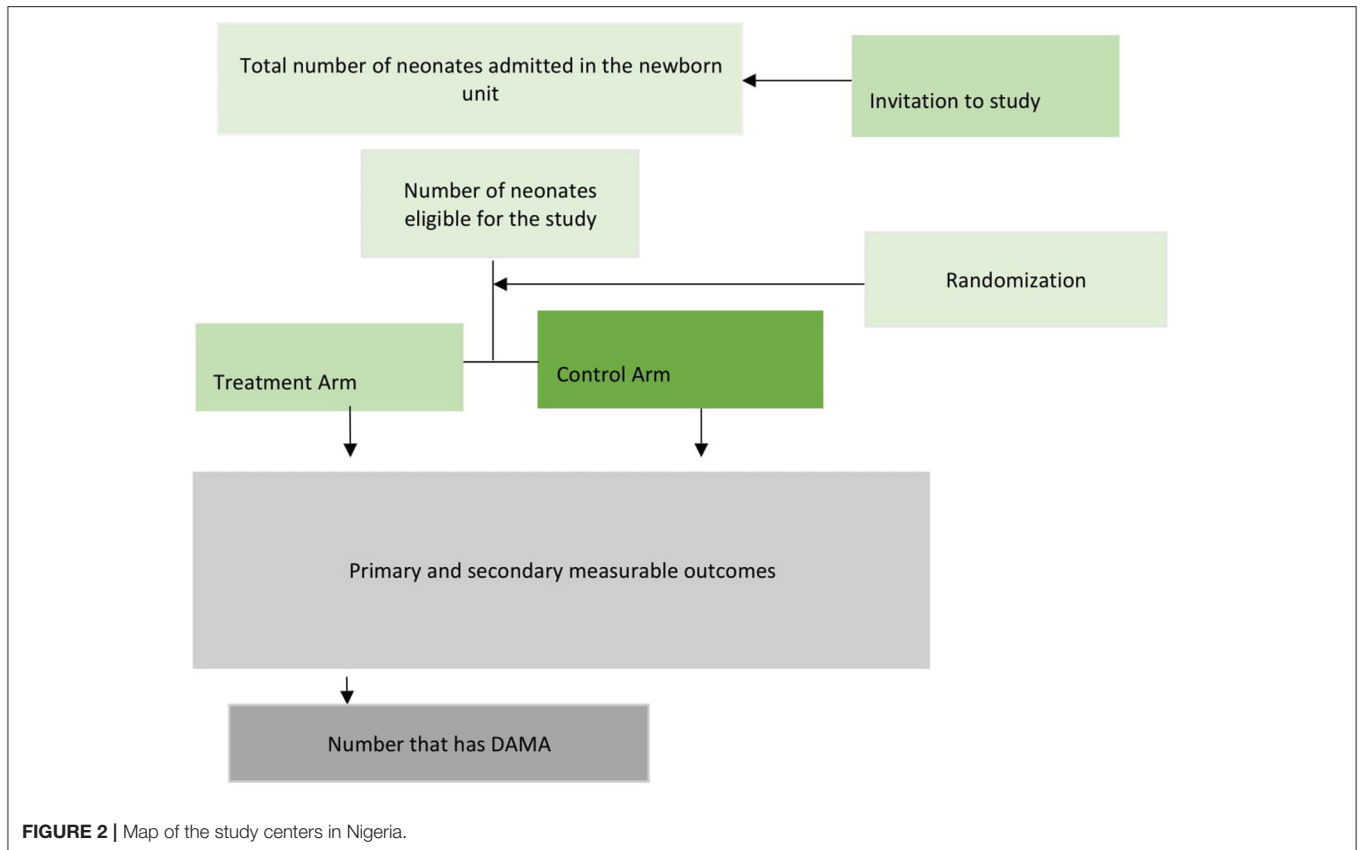 Total number of neonates admitted in the newborn
unit
Invitation to study
Number of neonates
eligible for the study
Randomization
Treatment Arm
Control Arm
Primary and secondary measurable outcomes
Number that has DAMA
FIGURE 2 | Map of the study centers in Nigeria.